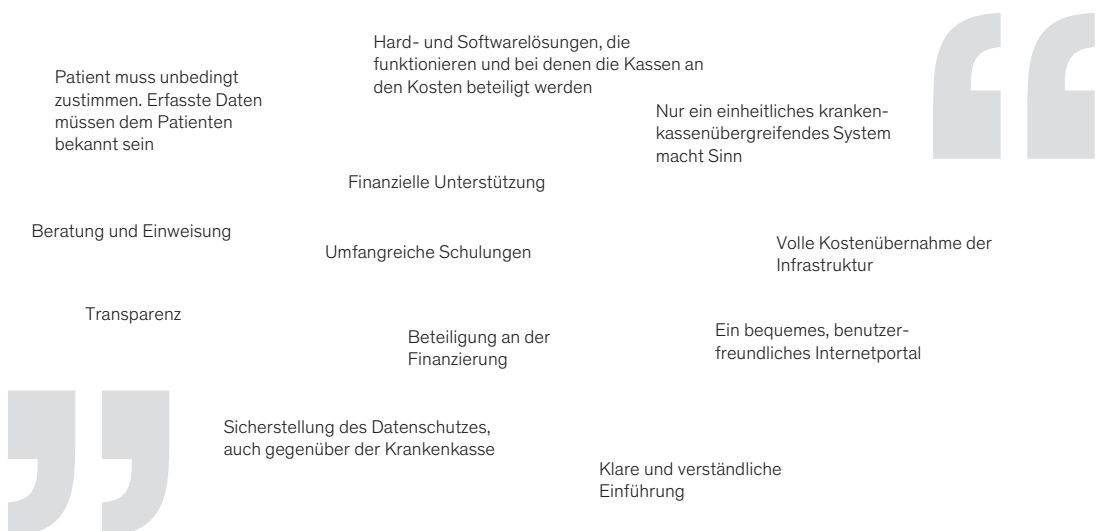 Hard- und Softwarelösungen, die
funktionieren und bei denen die Kassen an
den Kosten beteiligt werden
Patient muss unbedingt
zustimmen. Erfasste Daten
müssen dem Patienten
bekannt sein
Nur ein einheitliches kranken-
kassenübergreifendes System
macht Sinn
Finanzielle Unterstützung
Beratung und Einweisung
Umfangreiche Schulungen
Volle Kostenübernahme der
Infrastruktur
Transparenz
Beteiligung an der
Finanzierung
Ein bequemes, benutzer-
freundliches Internetportal
Sicherstellung des Datenschutzes,
auch gegenüber der Krankenkasse
Klare und verständliche
Einführung